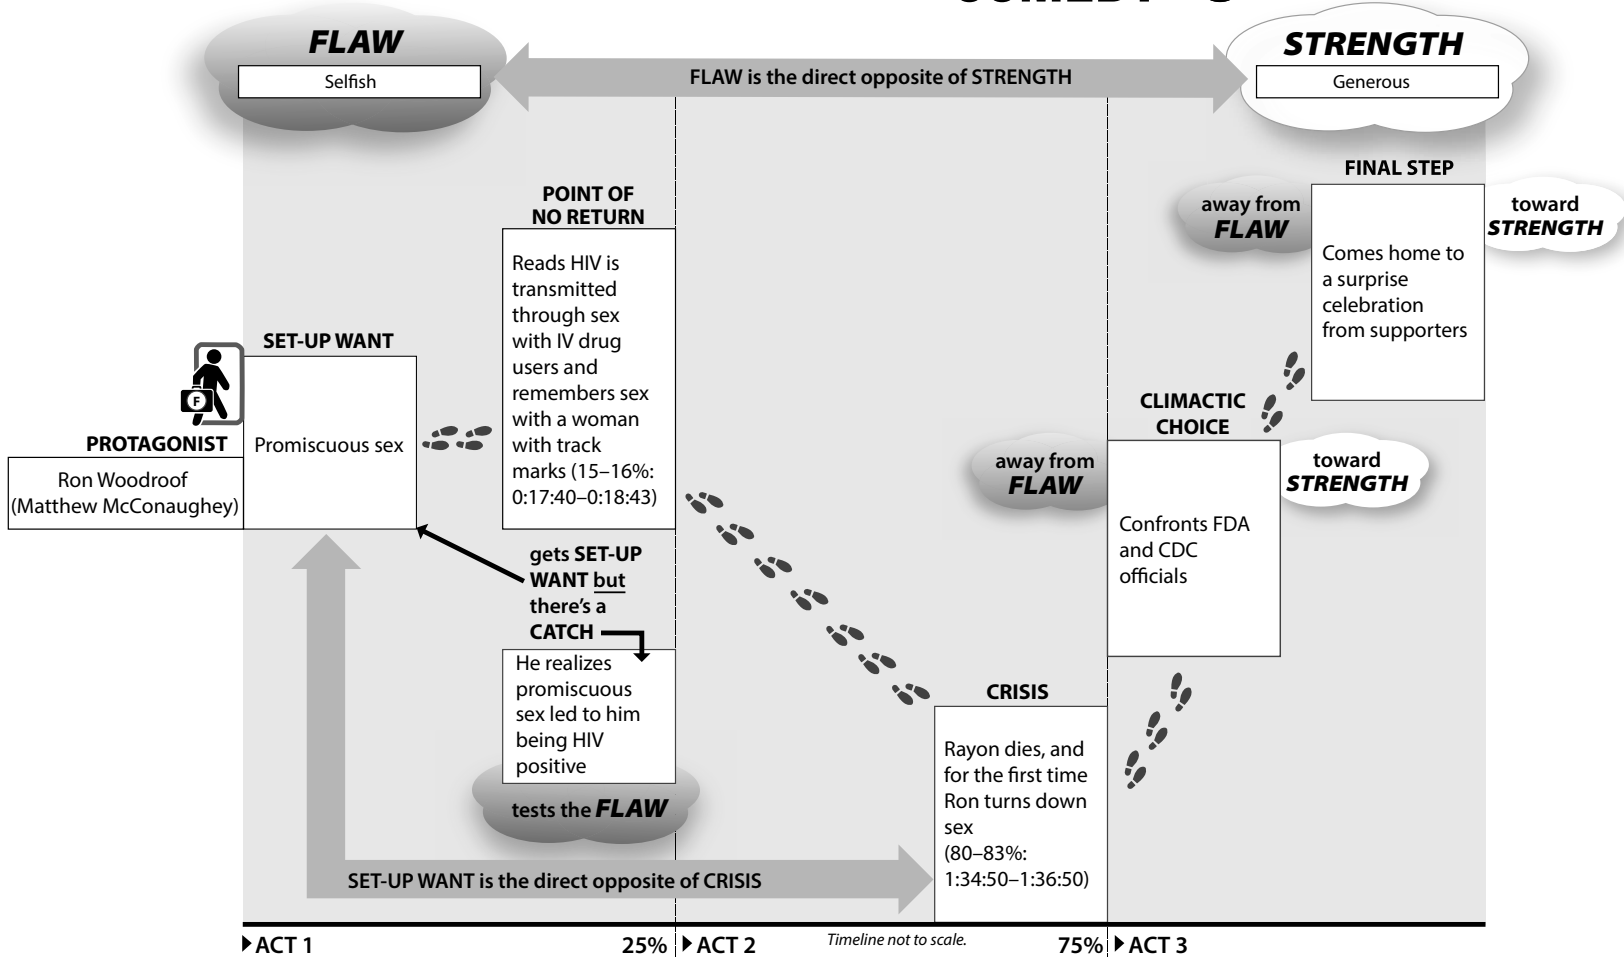 FLAW
Selfish
FLAW is the direct opposite of STRENGTH
STRENGTH
Generous
FINAL STEP
away from
FLAW
toward
STRENGTH
Comes home to
a surprise
celebration
from supporters
POINT OF
NO RETURN
Reads HIV is
transmitted
through sex
with IV drug
users and
remembers sex
with a woman
with track
marks (15–16%:
0:17:40–0:18:43)
SET-UP WANT
Promiscuous sex
F
PROTAGONIST
Ron Woodroof
(Matthew McConaughey)
CLIMACTIC
CHOICE
away from
FLAW
toward
STRENGTH
Confronts FDA
and CDC
officials
gets SET-UP
WANT but
there's a
CATCH
He realizes
promiscuous
sex led to him
being HIV
positive
tests the FLAW
CRISIS
Rayon dies, and
for the first time
Ron turns down
sex
(80–83%:
1:34:50–1:36:50)
SET-UP WANT is the direct opposite of CRISIS
ACT 1
25%
ACT 2
Timeline not to scale.
75%
ACT 3